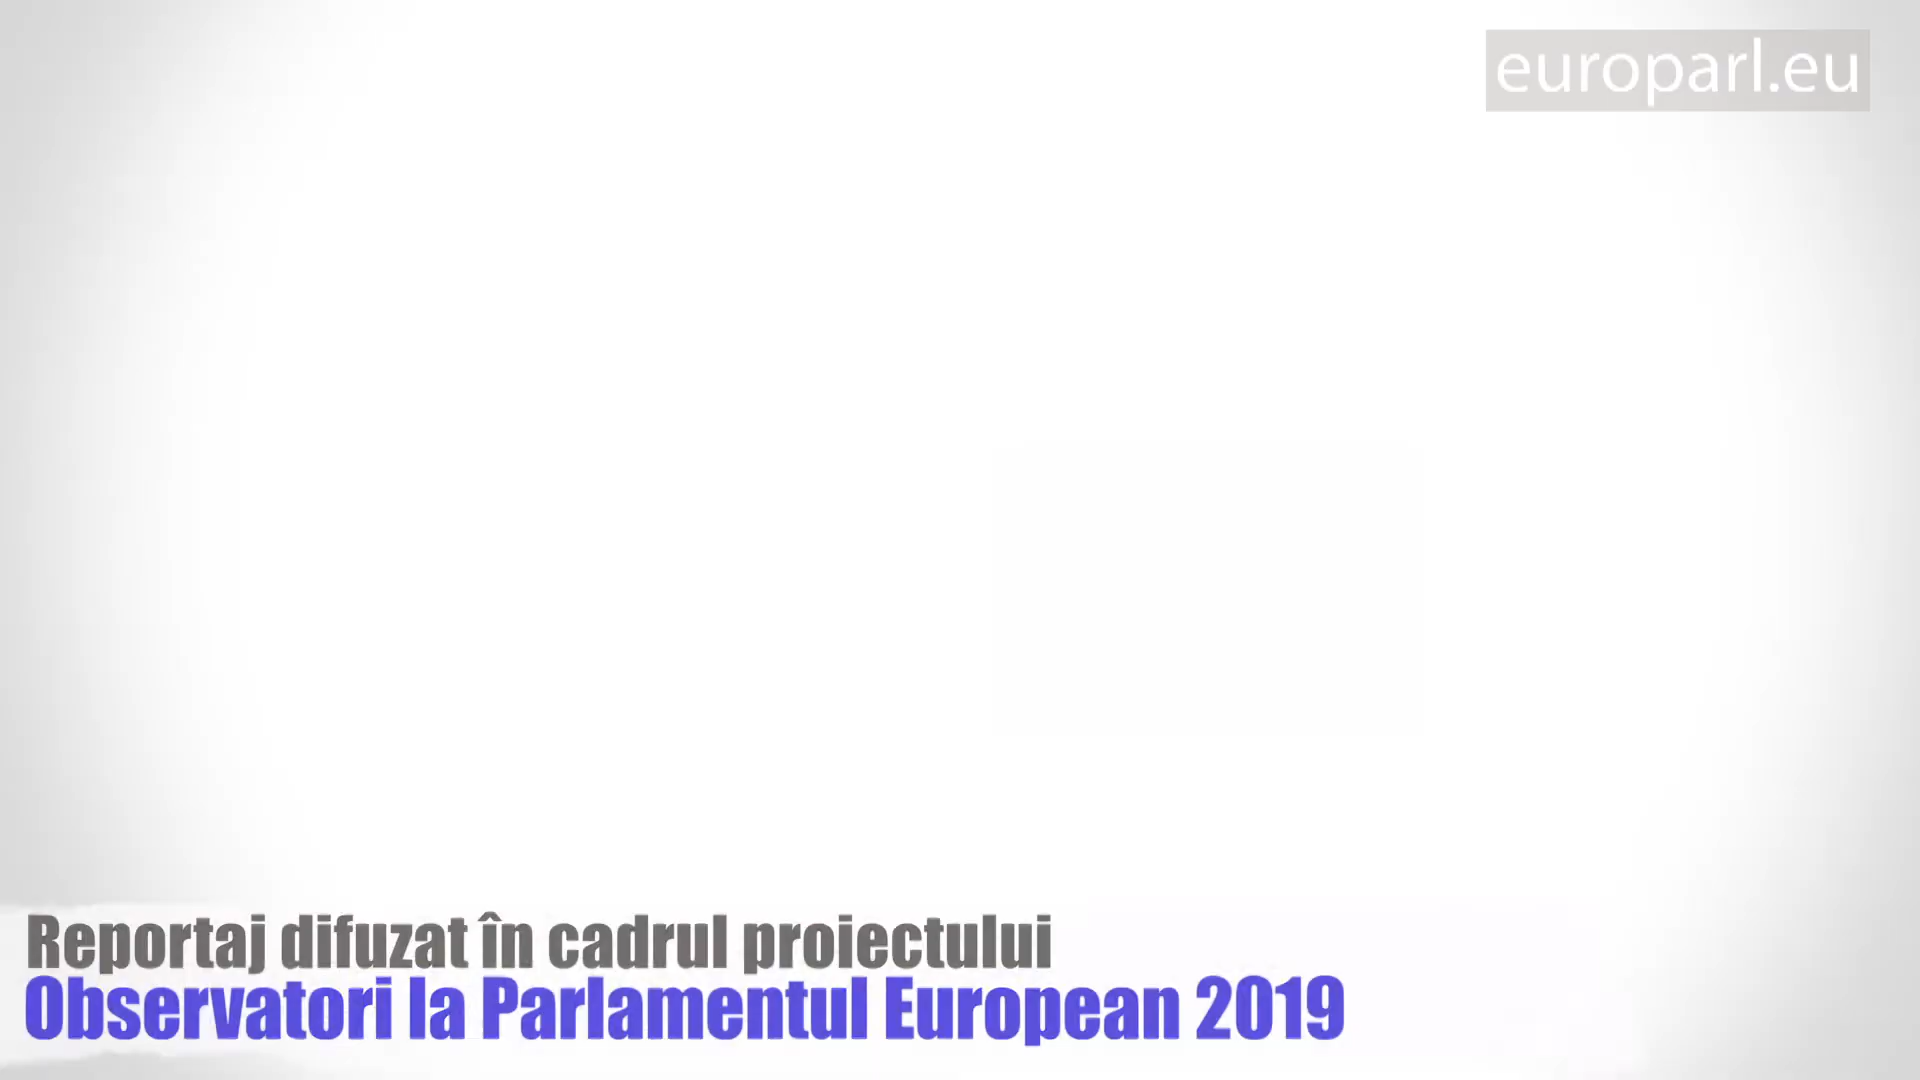 europarl.eu
Reportaj difuzat în cadrul proiectului
Observatori la Parlamentul European 2019